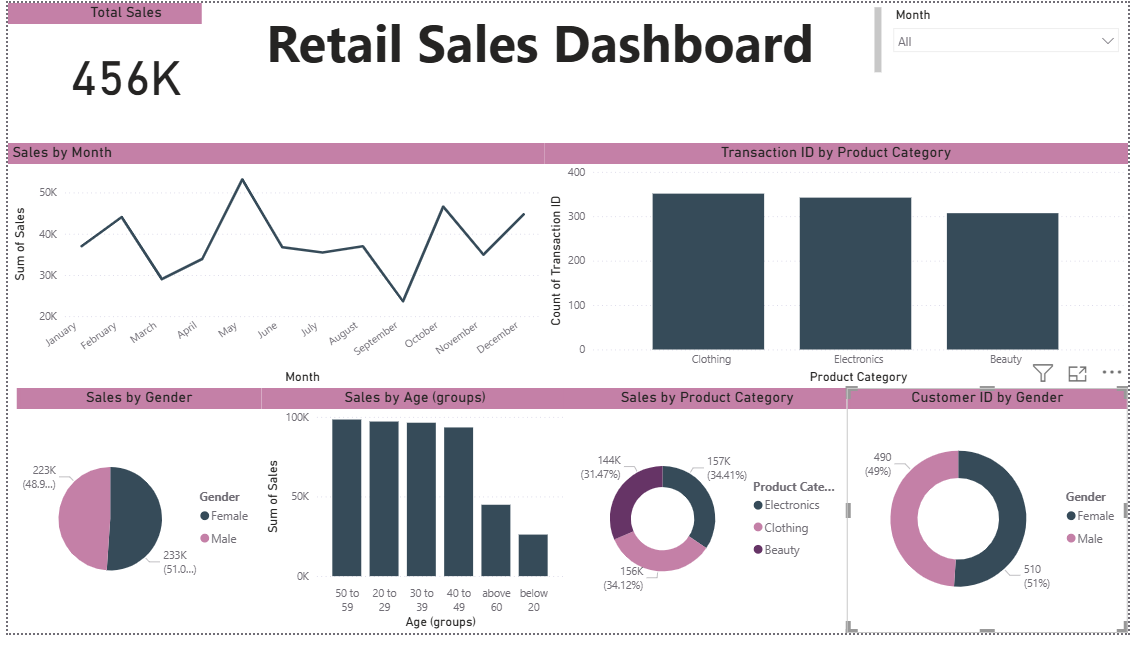 Total Sales
456K
Retail Sales Dashboard
Month
All
Sales by Month
Sum of Sales
50K
40K
30K
20K
January
February
March
April
May
June
July
August
September
October
November
December
Month
Transaction ID by Product Category
Count of Transaction ID
400
300
200
100
0
Clothing
Electronics
Beauty
Product Category
Sales by Gender
223K
(48.9...)
233K
(51.0...)
Gender
Female
Male
Sales by Age (groups)
Sum of Sales
100K
50K
0K
50 to
59
20 to
29
30 to
39
40 to
49
above
60
below
20
Age (groups)
Sales by Product Category
144K
(31.47%)
157K
(34.41%)
156K
(34.12%)
Product Cate...
Electronics
Clothing
Beauty
Customer ID by Gender
490
(49%)
510
(51%)
Gender
Female
Male